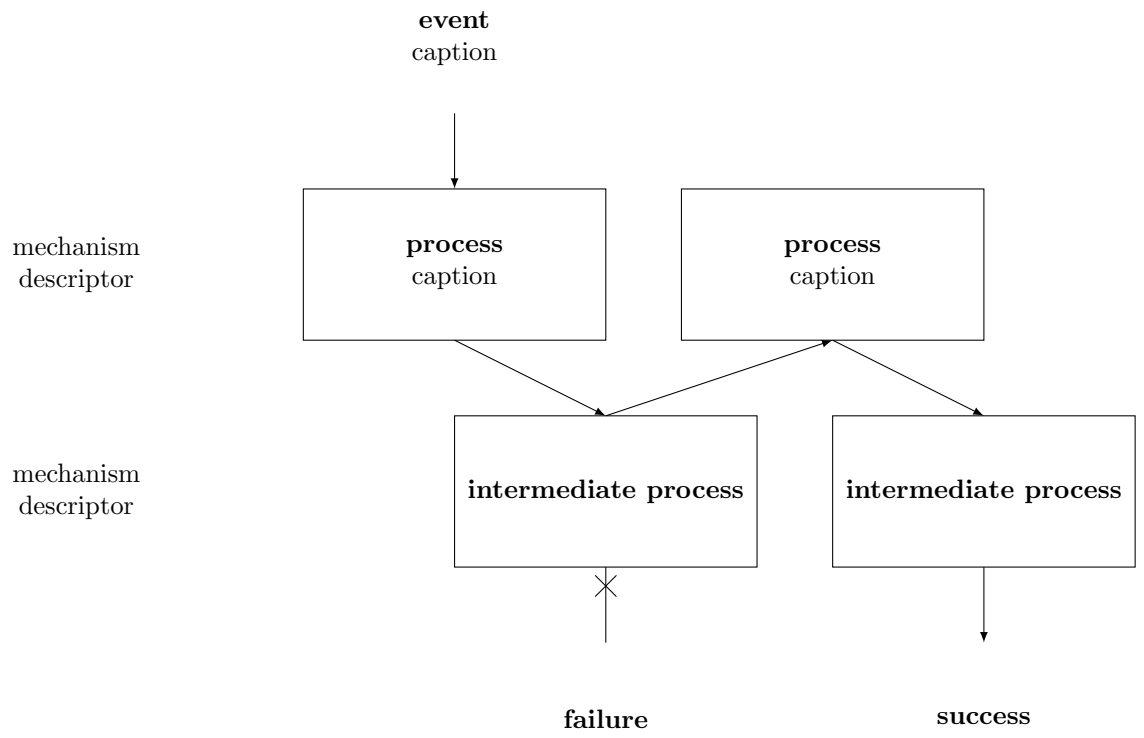 event
caption
mechanism
descriptor
process
caption
process
caption
mechanism
descriptor
intermediate process
intermediate process
failure
success